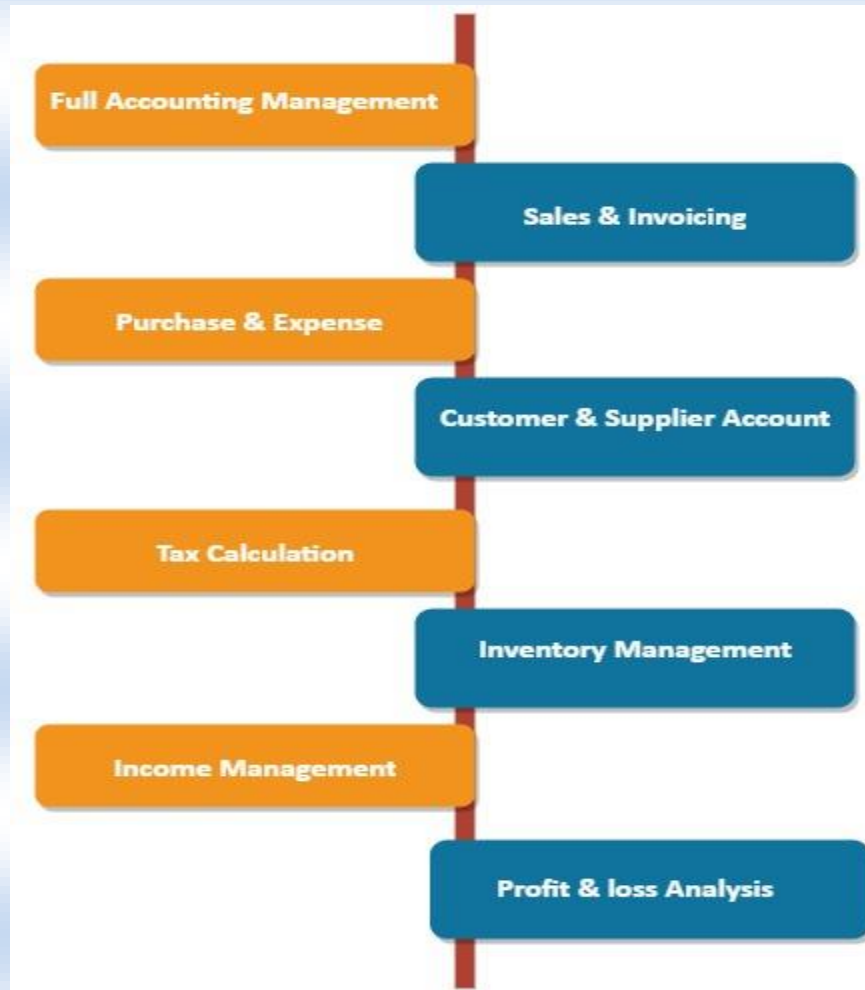 Full Accounting Management
Sales & Invoicing
Purchase & Expense
Customer & Supplier Account
Tax Calculation
Inventory Management
Income Management
Profit & loss Analysis